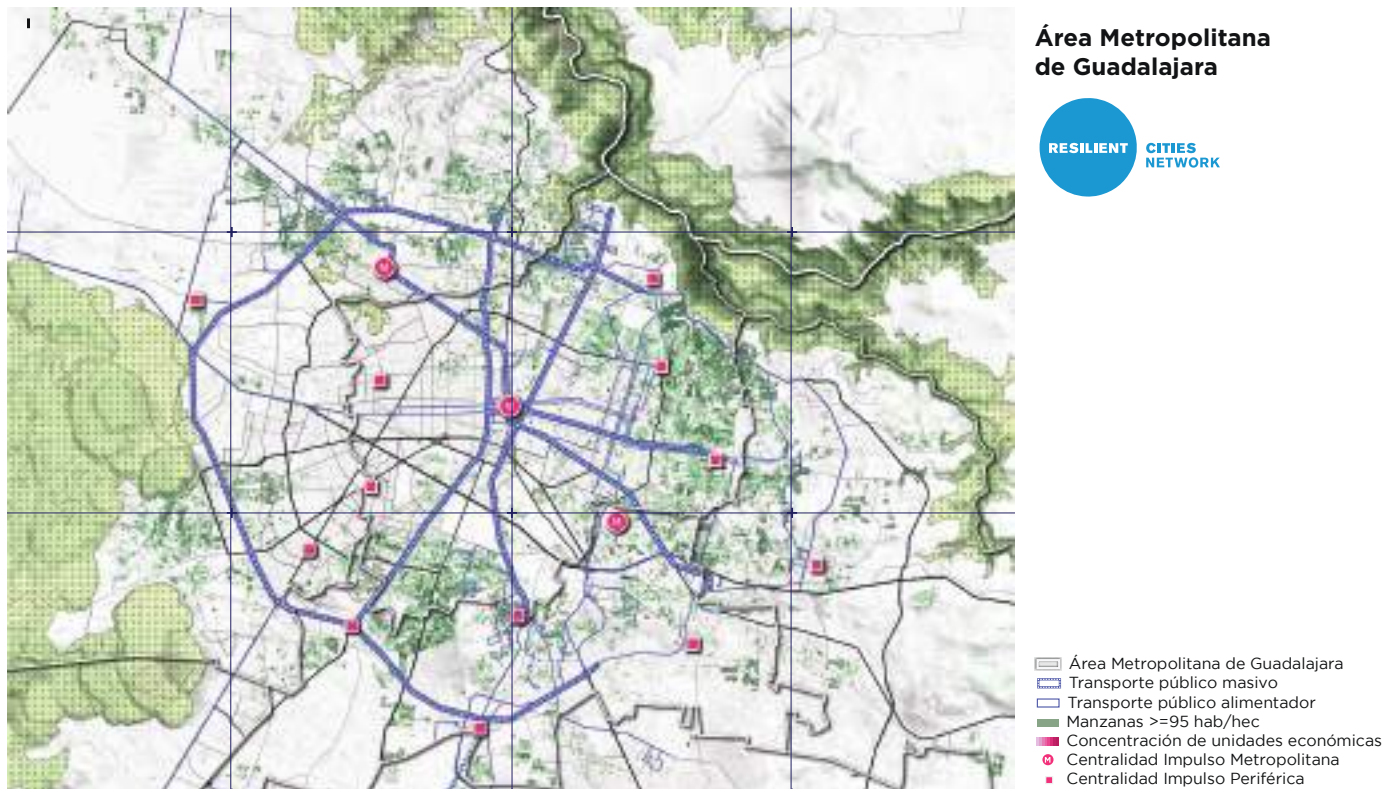 Área Metropolitana
de Guadalajara
RESILIENT
CITIES
NETWORK
M
M
M
Área Metropolitana de Guadalajara
Transporte público masivo
Transporte público alimentador
Manzanas >=95 hab/hec
Concentración de unidades económicas
M Centralidad Impulso Metropolitana
Centralidad Impulso Periférica